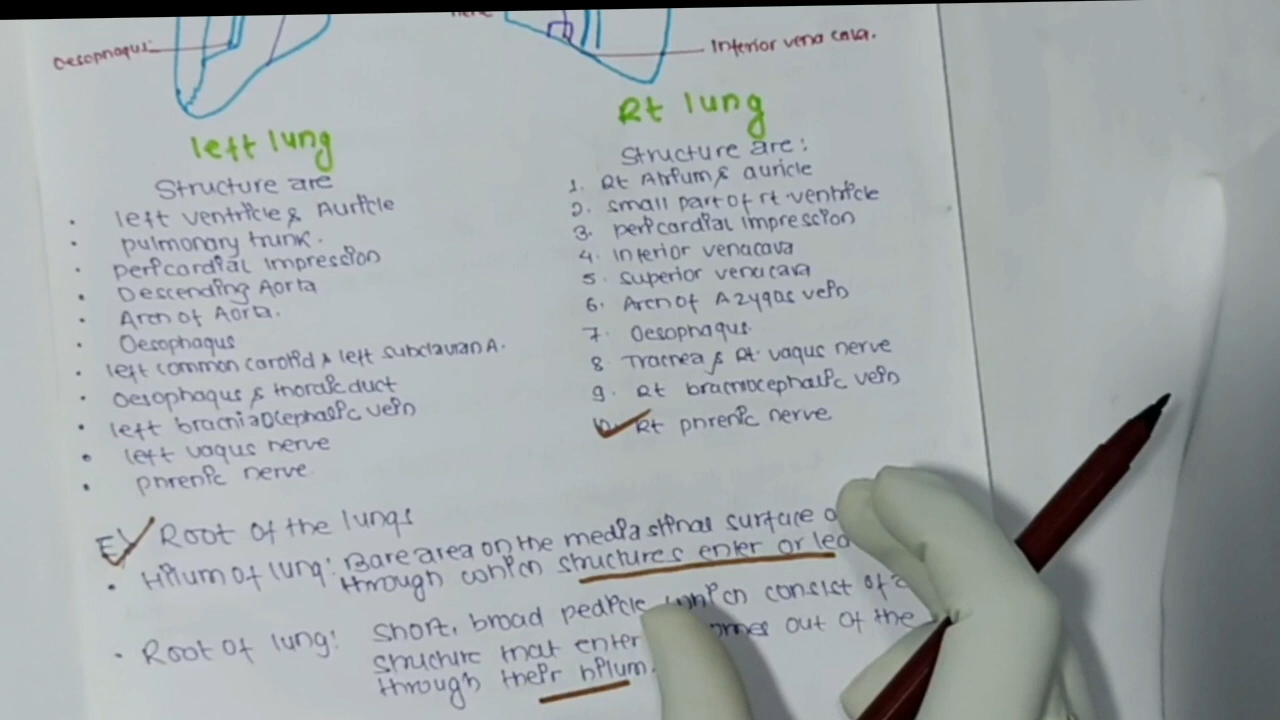 Oesophagus:
Inferior vena cava.
left lung
Structure are
• left ventricle & Auricle
• pulmonary trunk.
• pericardial Impression
• Descending Aorta
• Arch of Aorta.
• Oesophagus
• left common carotid & left subclavian A.
• Oesophagus & thoracic duct
• left brachiocephalic vein
• left vagus nerve
• phrenic nerve
Rt lung
Structure are:
1. Rt Atrium & auricle
2. small part of rt ventricle
3. pericardial Impression
4. Inferior venacava
5. Superior venacava
6. Arch of Azygos vein
7. Oesophagus.
8 Trachea & Rt vagus nerve
9. Rt brachiocephalic vein
10. Rt phrenic nerve
E) Root of the lungs
• Hilum of lung: Bare area on the mediastinal surface
through which structures enter or
• Root of lung: Short, broad pedicle which consist of
structure that enter out of the
through their hilum.